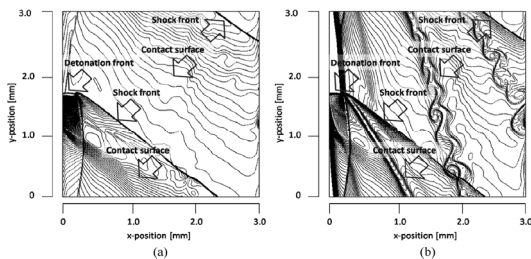 3.0
Shock front
Contact surface
Detonation front
2.0
Shock front
y-position [mm]
1.0
Contact surface
0
0
1.0
2.0
3.0
x-position [mm]
(a)
3.0
Shock front
Contact surface
Detonation front
2.0
Shock front
y-position [mm]
1.0
Contact surface
0
0
1.0
2.0
3.0
x-position [mm]
(b)